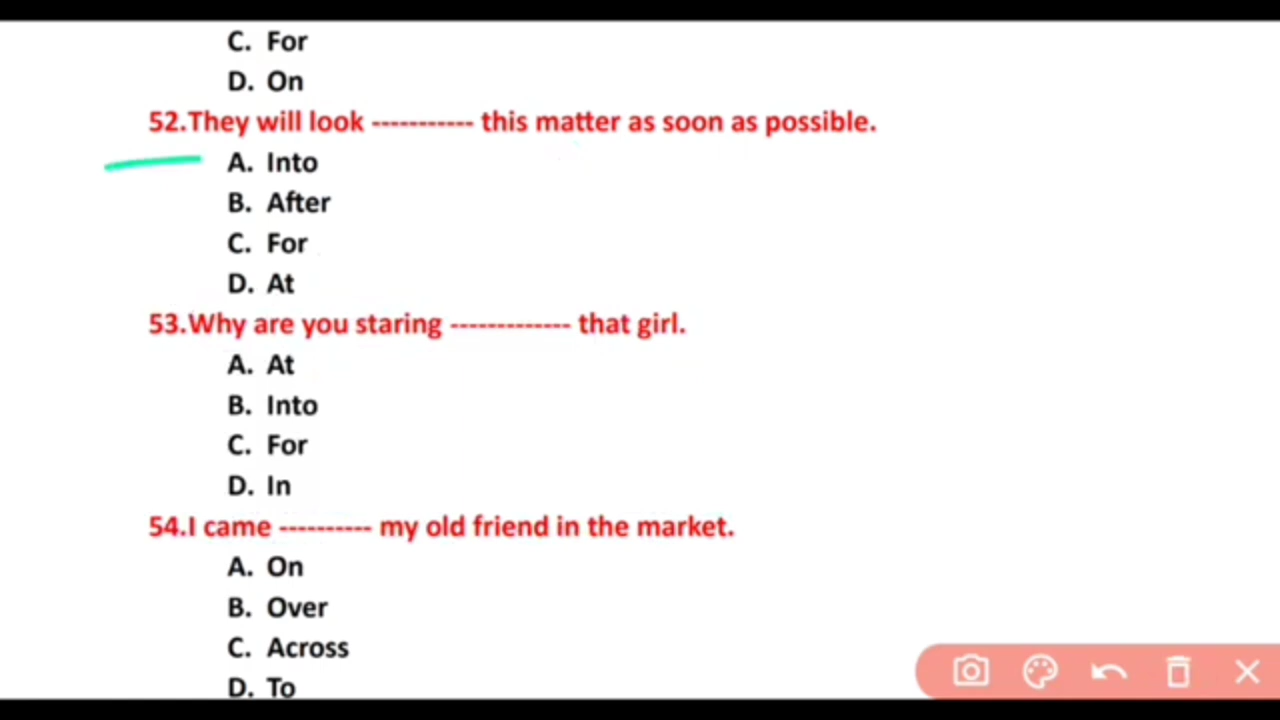 C. For
D. On
52.They will look ----------- this matter as soon as possible.
A. Into
B. After
C. For
D. At
53.Why are you staring ------------- that girl.
A. At
B. Into
C. For
D. In
54.I came ---------- my old friend in the market.
A. On
B. Over
C. Across
D. To